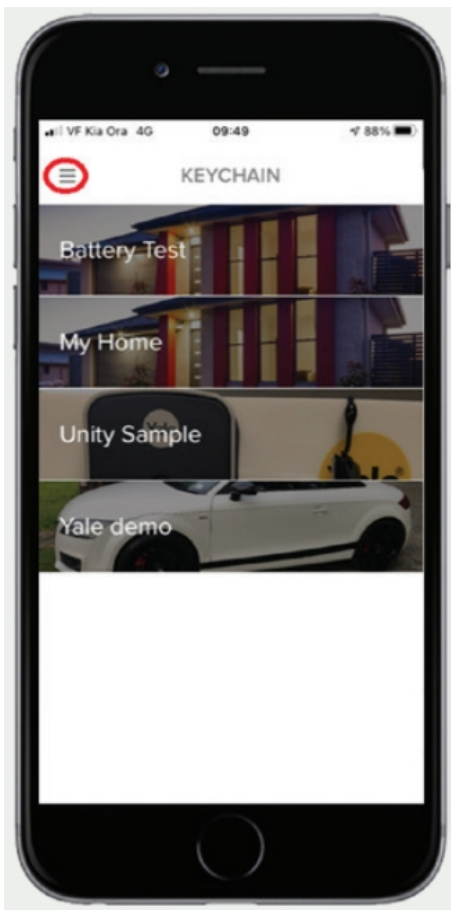 VF Kia Ora 4G 09:49 88%
KEYCHAIN
Battery Test
My Home
Unity Sample
Yale demo